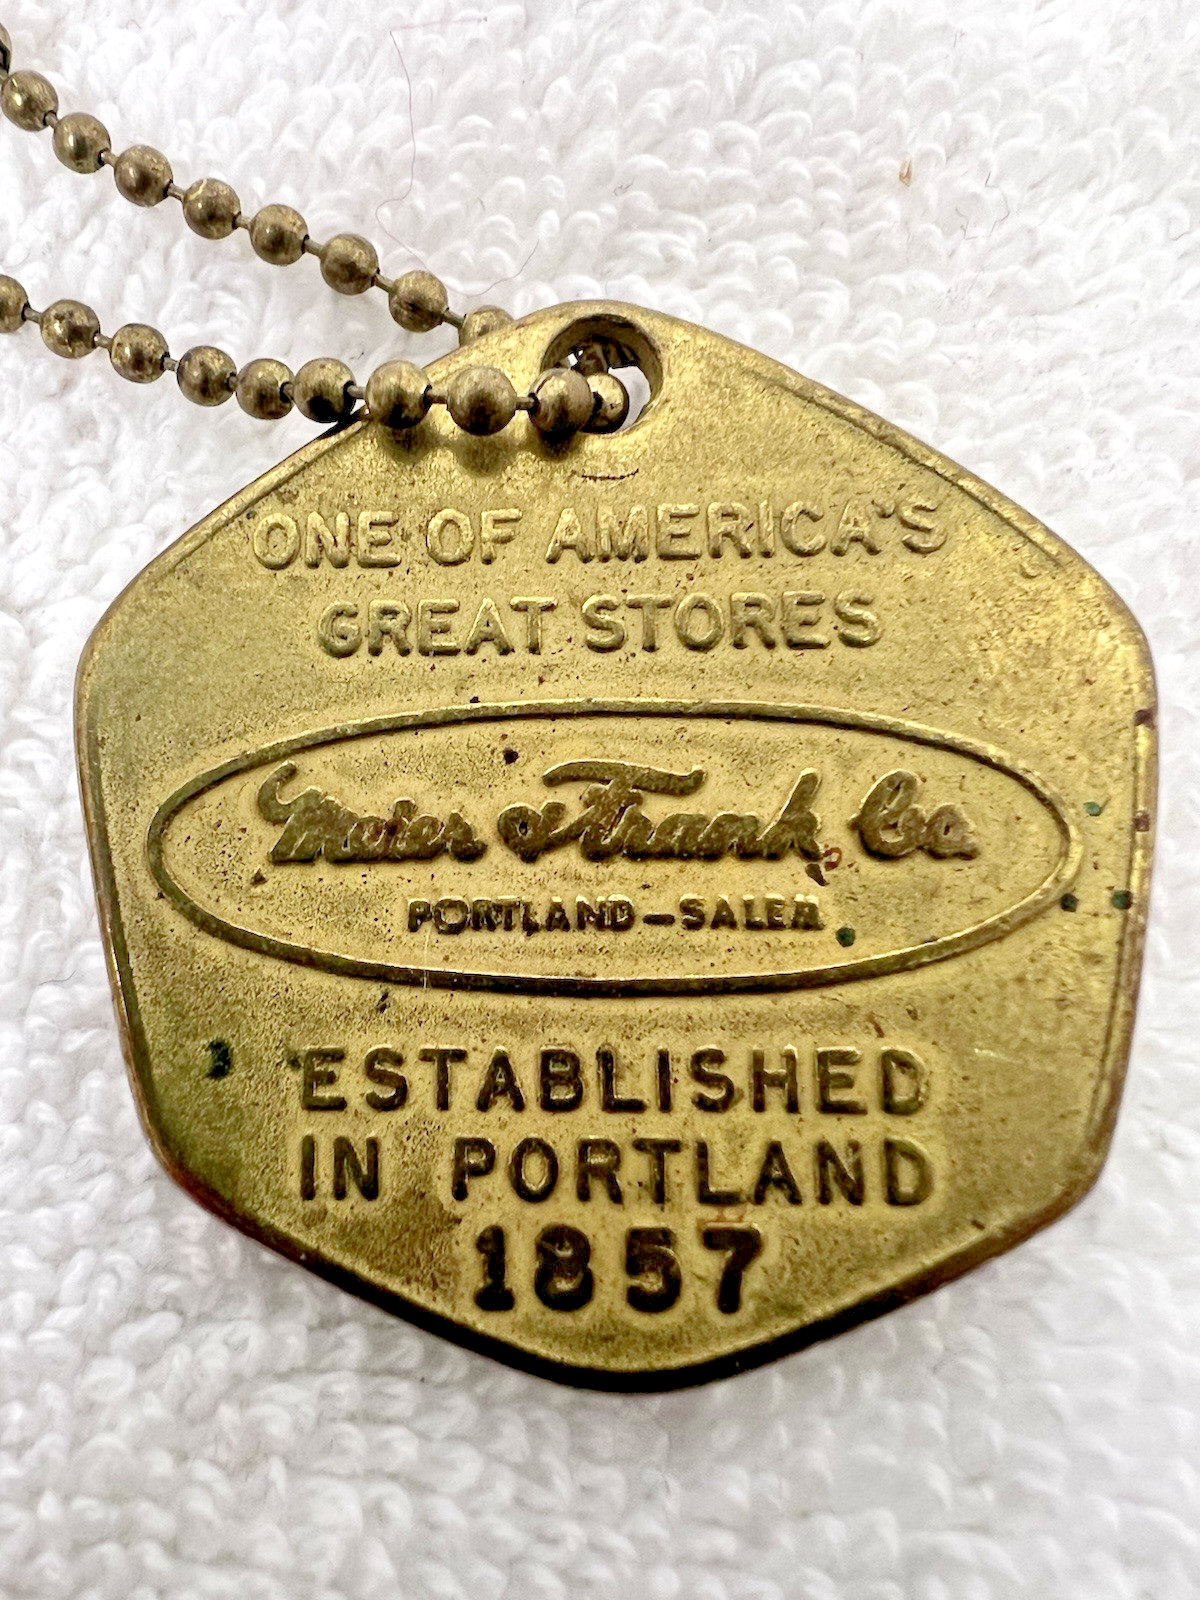 ONE OF AMERICA'S
GREAT STORES
Meier & Frank Co.
PORTLAND—SALEM
ESTABLISHED
IN PORTLAND
1857